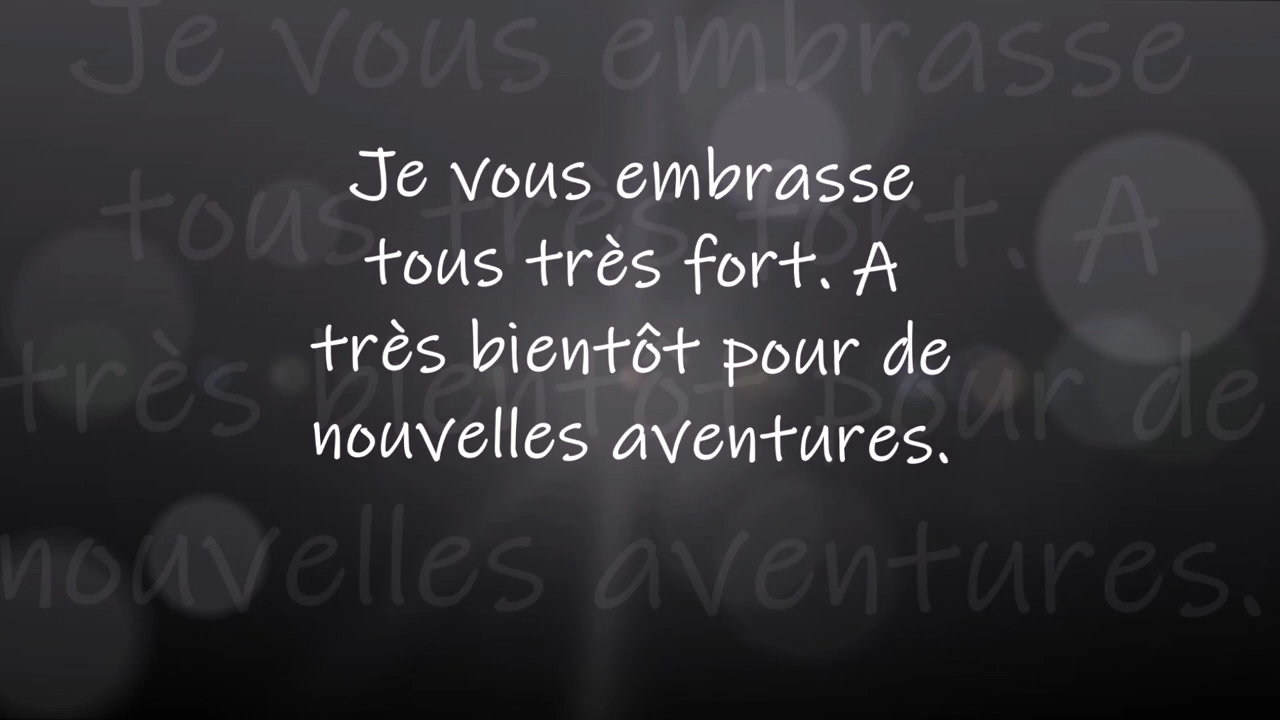 Je vous embrasse
tous très fort. A
très bientôt pour de
nouvelles aventures.